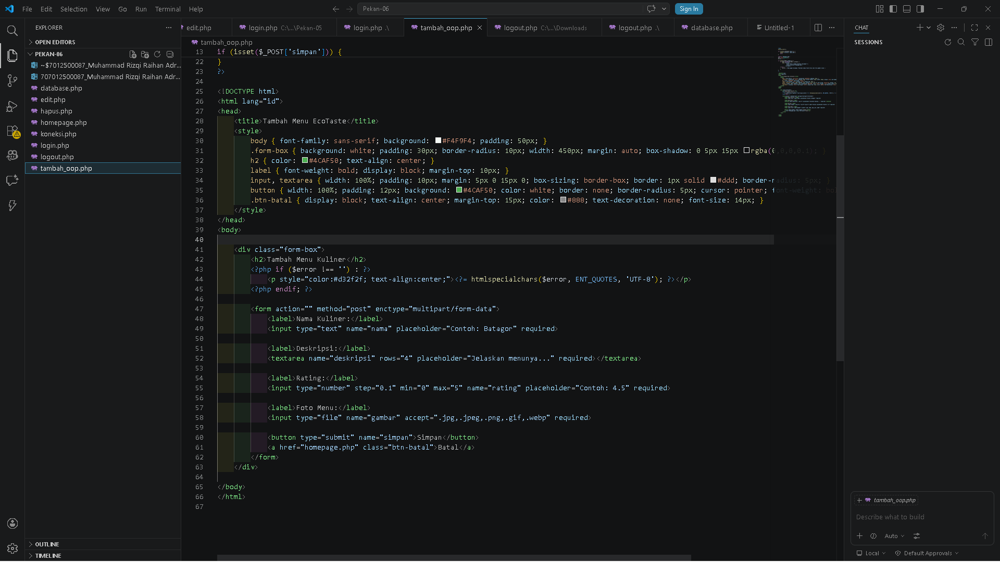 File Edit Selection View Go Run Terminal Help
Pekan-06
Sign In
EXPLORER
OPEN EDITORS
PEKAN-06
~$7012500087_Muhammad Rizqi Raihan Adr...
707012500087_Muhammad Rizqi Raihan Adr...
database.php
edit.php
hapus.php
homepage.php
koneksi.php
login.php
logout.php
tambah_oop.php
OUTLINE
TIMELINE
edit.php login.php C:\...\Pekan-05 login.php .\ tambah_oop.php logout.php C:\...\Downloads logout.php .\ database.php Untitled-1
tambah_oop.php
13 if (isset($_POST['simpan'])) {
22 }
23 ?>
24
25 <!DOCTYPE html>
26 <html lang="id">
27 <head>
28 <title>Tambah Menu EcoTaste</title>
29 <style>
30 body { font-family: sans-serif; background: #F4F9F4; padding: 50px; }
31 .form-box { background: white; padding: 30px; border-radius: 10px; width: 450px; margin: auto; box-shadow: 0 5px 15px rgba(0,0,0,0.1); }
32 h2 { color: #4CAF50; text-align: center; }
33 label { font-weight: bold; display: block; margin-top: 10px; }
34 input, textarea { width: 100%; padding: 10px; margin: 5px 0 15px 0; box-sizing: border-box; border: 1px solid #ddd; border-radius: 5px; }
35 button { width: 100%; padding: 12px; background: #4CAF50; color: white; border: none; border-radius: 5px; cursor: pointer; font-weight: bol
36 .btn-batal { display: block; text-align: center; margin-top: 15px; color: #888; text-decoration: none; font-size: 14px; }
37 </style>
38 </head>
39 <body>
40
41 <div class="form-box">
42 <h2>Tambah Menu Kuliner</h2>
43 <?php if ($error !== '') : ?>
44 <p style="color:#d32f2f; text-align:center;"><?= htmlspecialchars($error, ENT_QUOTES, 'UTF-8'); ?></p>
45 <?php endif; ?>
46
47 <form action="" method="post" enctype="multipart/form-data">
48 <label>Nama Kuliner:</label>
49 <input type="text" name="nama" placeholder="Contoh: Batagor" required>
50
51 <label>Deskripsi:</label>
52 <textarea name="deskripsi" rows="4" placeholder="Jelaskan menunya..." required></textarea>
53
54 <label>Rating:</label>
55 <input type="number" step="0.1" min="0" max="5" name="rating" placeholder="Contoh: 4.5" required>
56
57 <label>Foto Menu:</label>
58 <input type="file" name="gambar" accept=".jpg,.jpeg,.png,.gif,.webp" required>
59
60 <button type="submit" name="simpan">Simpan</button>
61 <a href="homepage.php" class="btn-batal">Batal</a>
62 </form>
63 </div>
64
65 </body>
66 </html>
67
CHAT
SESSIONS
tambah_oop.php
Describe what to build
Auto
Local Default Approvals